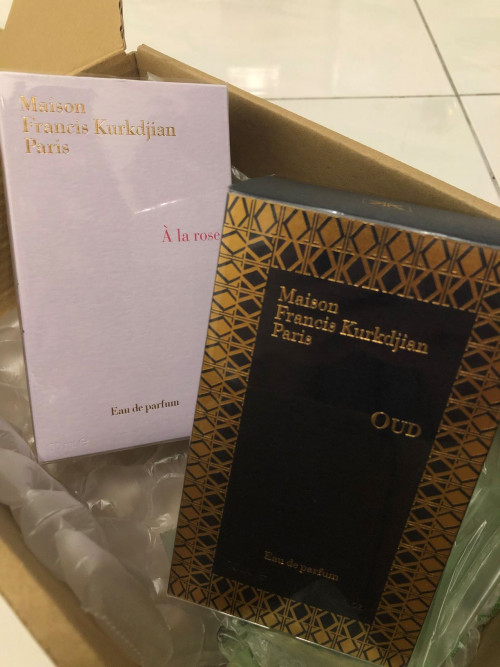 Maison
Francis Kurkdjian
Paris
À la rose
Eau de parfum
Maison
Francis Kurkdjian
Paris
OUD
Eau de parfum